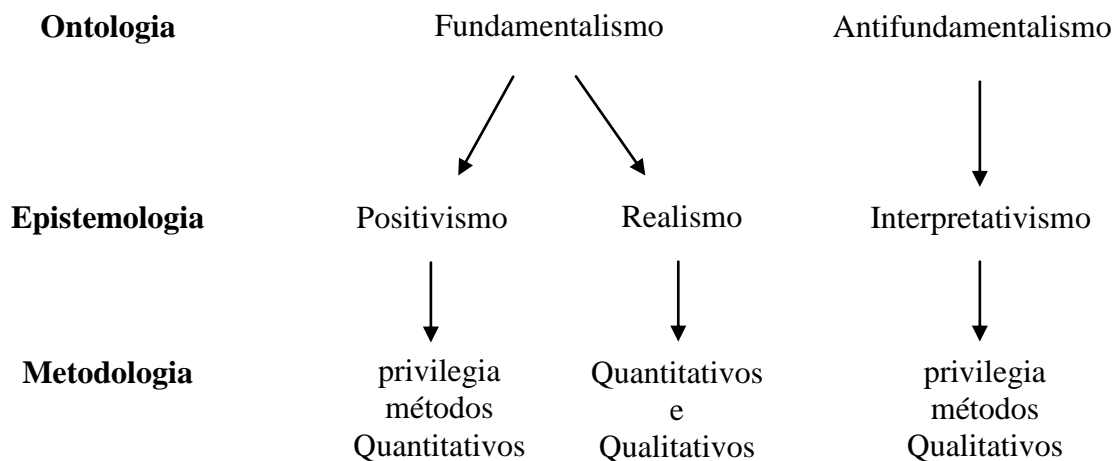 Ontologia
Fundamentalismo
Antifundamentalismo
Epistemologia
Positivismo
Realismo
Interpretativismo
Metodologia
privilegia
métodos
Quantitativos
Quantitativos
e
Qualitativos
privilegia
métodos
Qualitativos